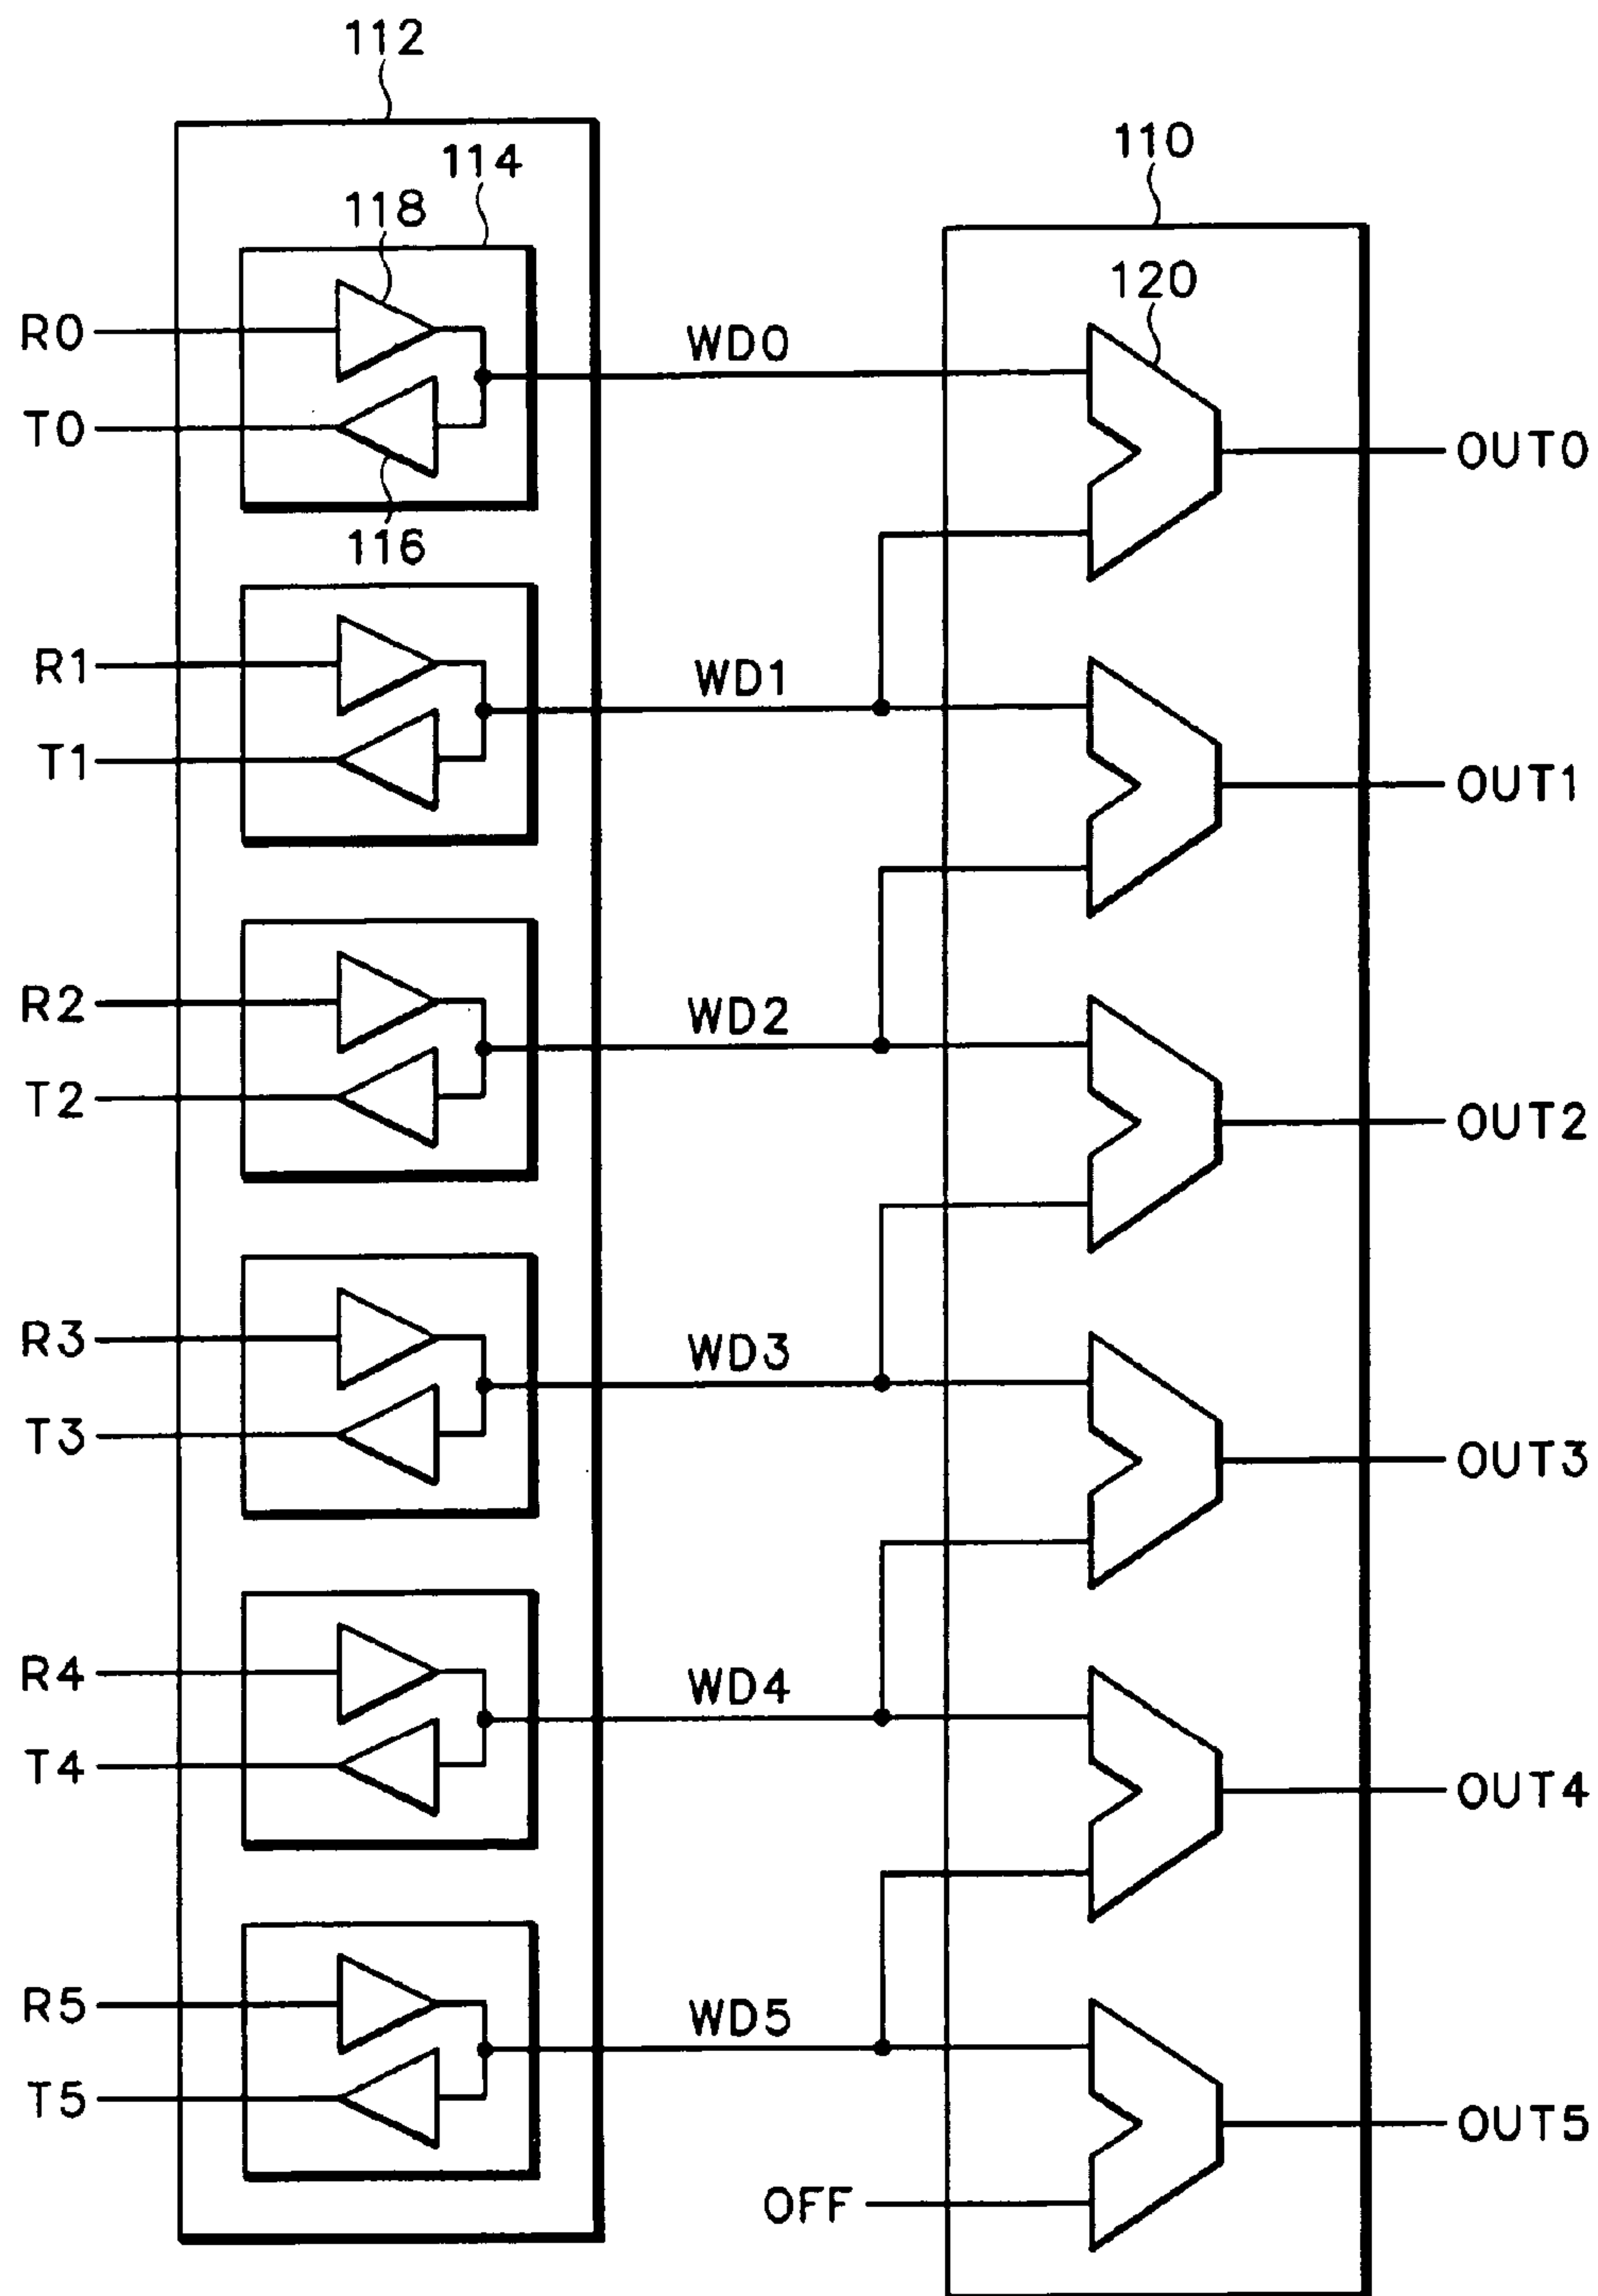 112
114
110
118
120
R0
WD0
T0
OUT0
116
R1
WD1
T1
OUT1
R2
WD2
T2
OUT2
R3
WD3
T3
OUT3
R4
WD4
T4
OUT4
R5
WD5
T5
OUT5
OFF